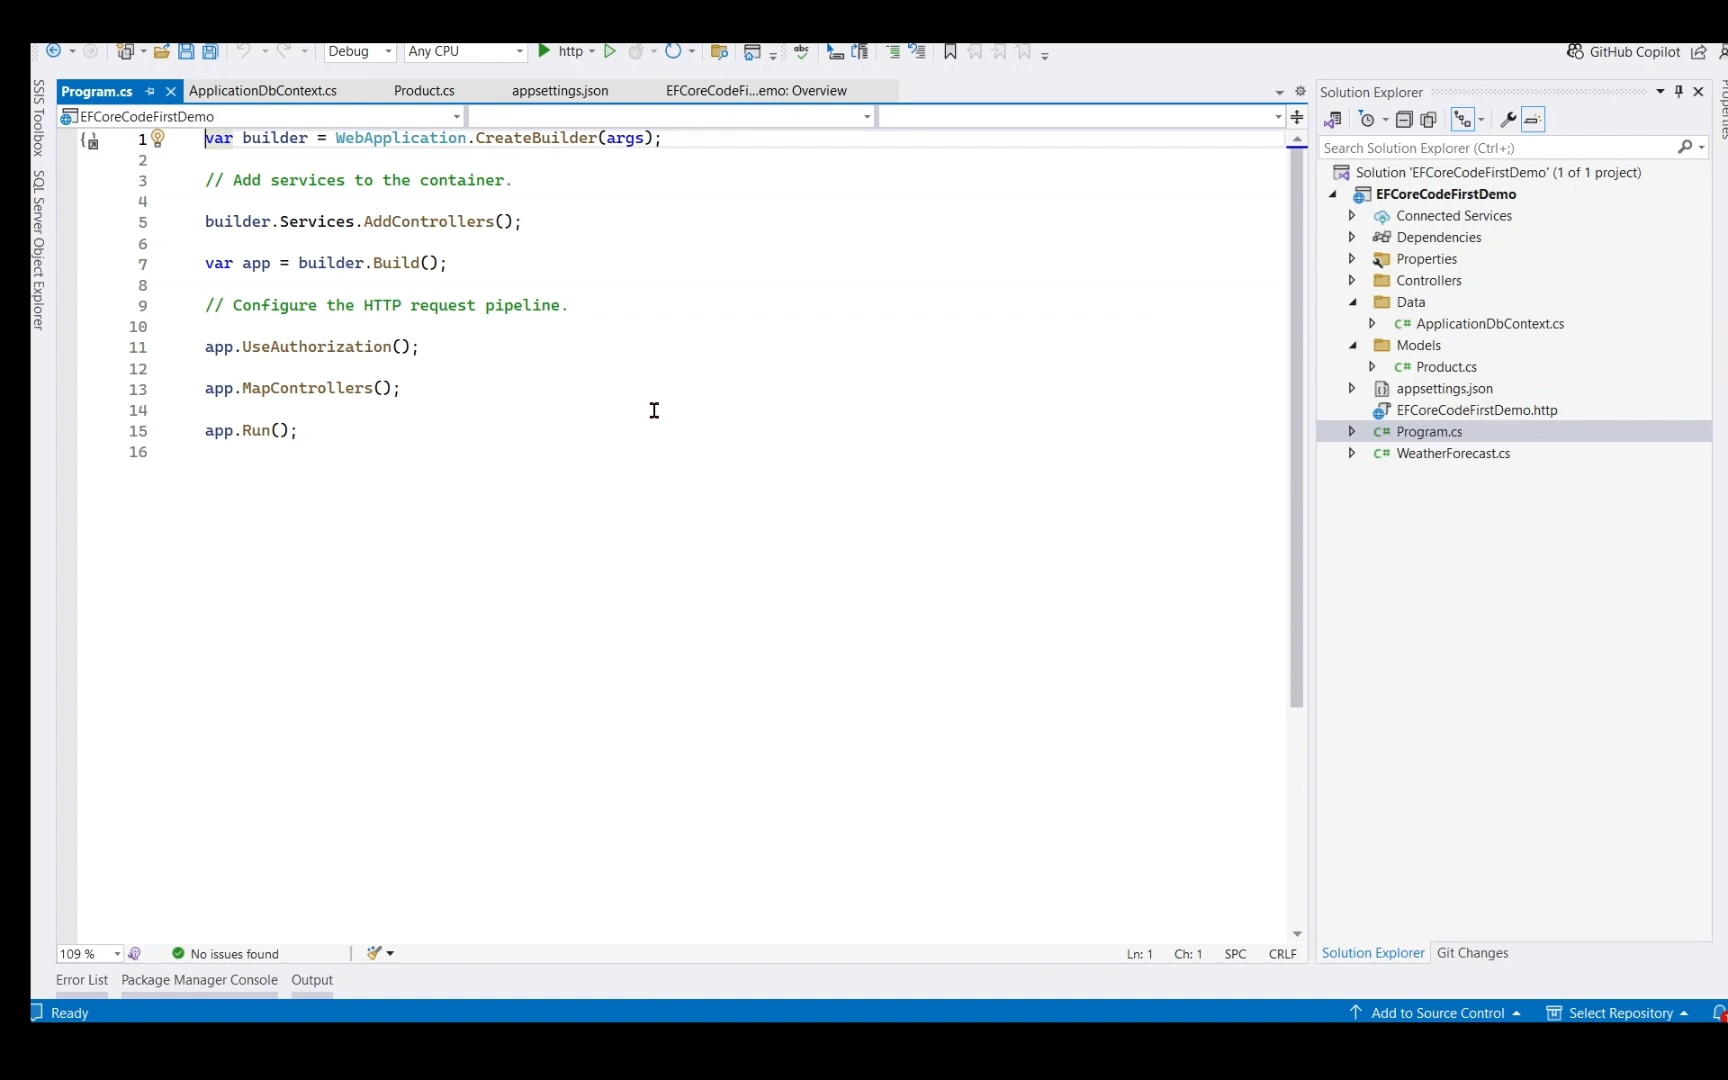 Debug
Any CPU
http
GitHub Copilot
Program.cs
ApplicationDbContext.cs
Product.cs
appsettings.json
EFCoreCodeFi...emo: Overview
EFCoreCodeFirstDemo
1 var builder = WebApplication.CreateBuilder(args);
2
3 // Add services to the container.
4
5 builder.Services.AddControllers();
6
7 var app = builder.Build();
8
9 // Configure the HTTP request pipeline.
10
11 app.UseAuthorization();
12
13 app.MapControllers();
14
15 app.Run();
16
SSIS Toolbox
SQL Server Object Explorer
Solution Explorer
Search Solution Explorer (Ctrl+;)
Solution 'EFCoreCodeFirstDemo' (1 of 1 project)
EFCoreCodeFirstDemo
Connected Services
Dependencies
Properties
Controllers
Data
C# ApplicationDbContext.cs
Models
C# Product.cs
appsettings.json
EFCoreCodeFirstDemo.http
C# Program.cs
C# WeatherForecast.cs
Properties
109 %
No issues found
Ln: 1
Ch: 1
SPC
CRLF
Solution Explorer
Git Changes
Error List
Package Manager Console
Output
Ready
Add to Source Control
Select Repository